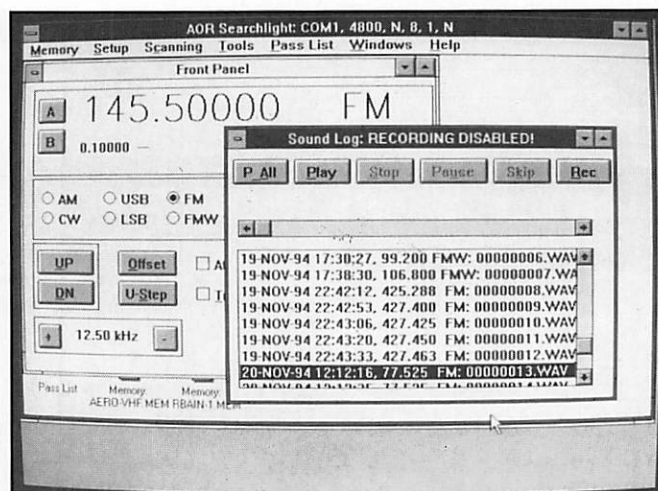 AOR Searchlight: COM1, 4800, N, 8, 1, N
Memory Setup Scanning Tools Pass List Windows Help
Front Panel
A 145.50000 FM
B 0.10000 —
AM USB FM
CW LSB FMW
UP Offset
DN U-Step
+ 12.50 kHz -
Pass List Memory Memory
AERO-VHF MEM RBAIN-1 MEM
Sound Log: RECORDING DISABLED!
P_All Play Stop Pause Skip Rec
19-NOV-94 17:30:27, 99.200 FMW: 00000006.WAV
19-NOV-94 17:38:30, 106.800 FMW: 00000007.WAV
19-NOV-94 22:42:12, 425.288 FM: 00000008.WAV
19-NOV-94 22:42:53, 427.400 FM: 00000009.WAV
19-NOV-94 22:43:06, 427.425 FM: 00000010.WAV
19-NOV-94 22:43:20, 427.450 FM: 00000011.WAV
19-NOV-94 22:43:33, 427.463 FM: 00000012.WAV
20-NOV-94 12:12:16, 77.525 FM: 00000013.WAV